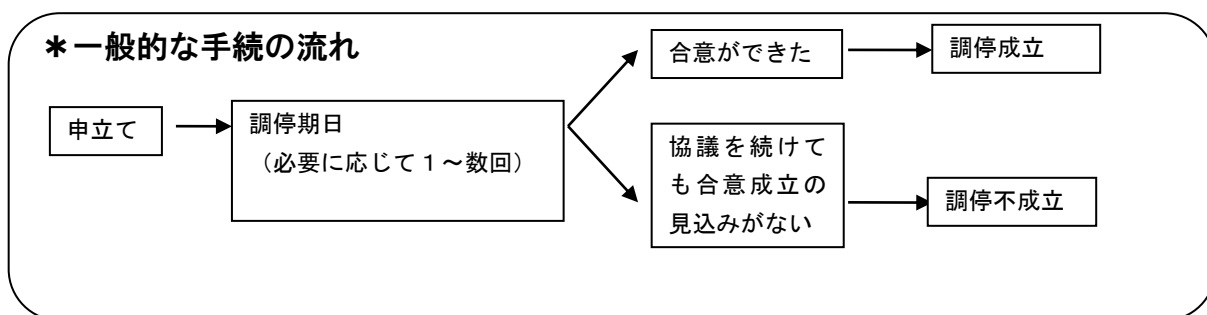 ＊一般的な手続の流れ
申立て
調停期日
（必要に応じて１～数回）
合意ができた
調停成立
協議を続けて
も合意成立の
見込みがない
調停不成立